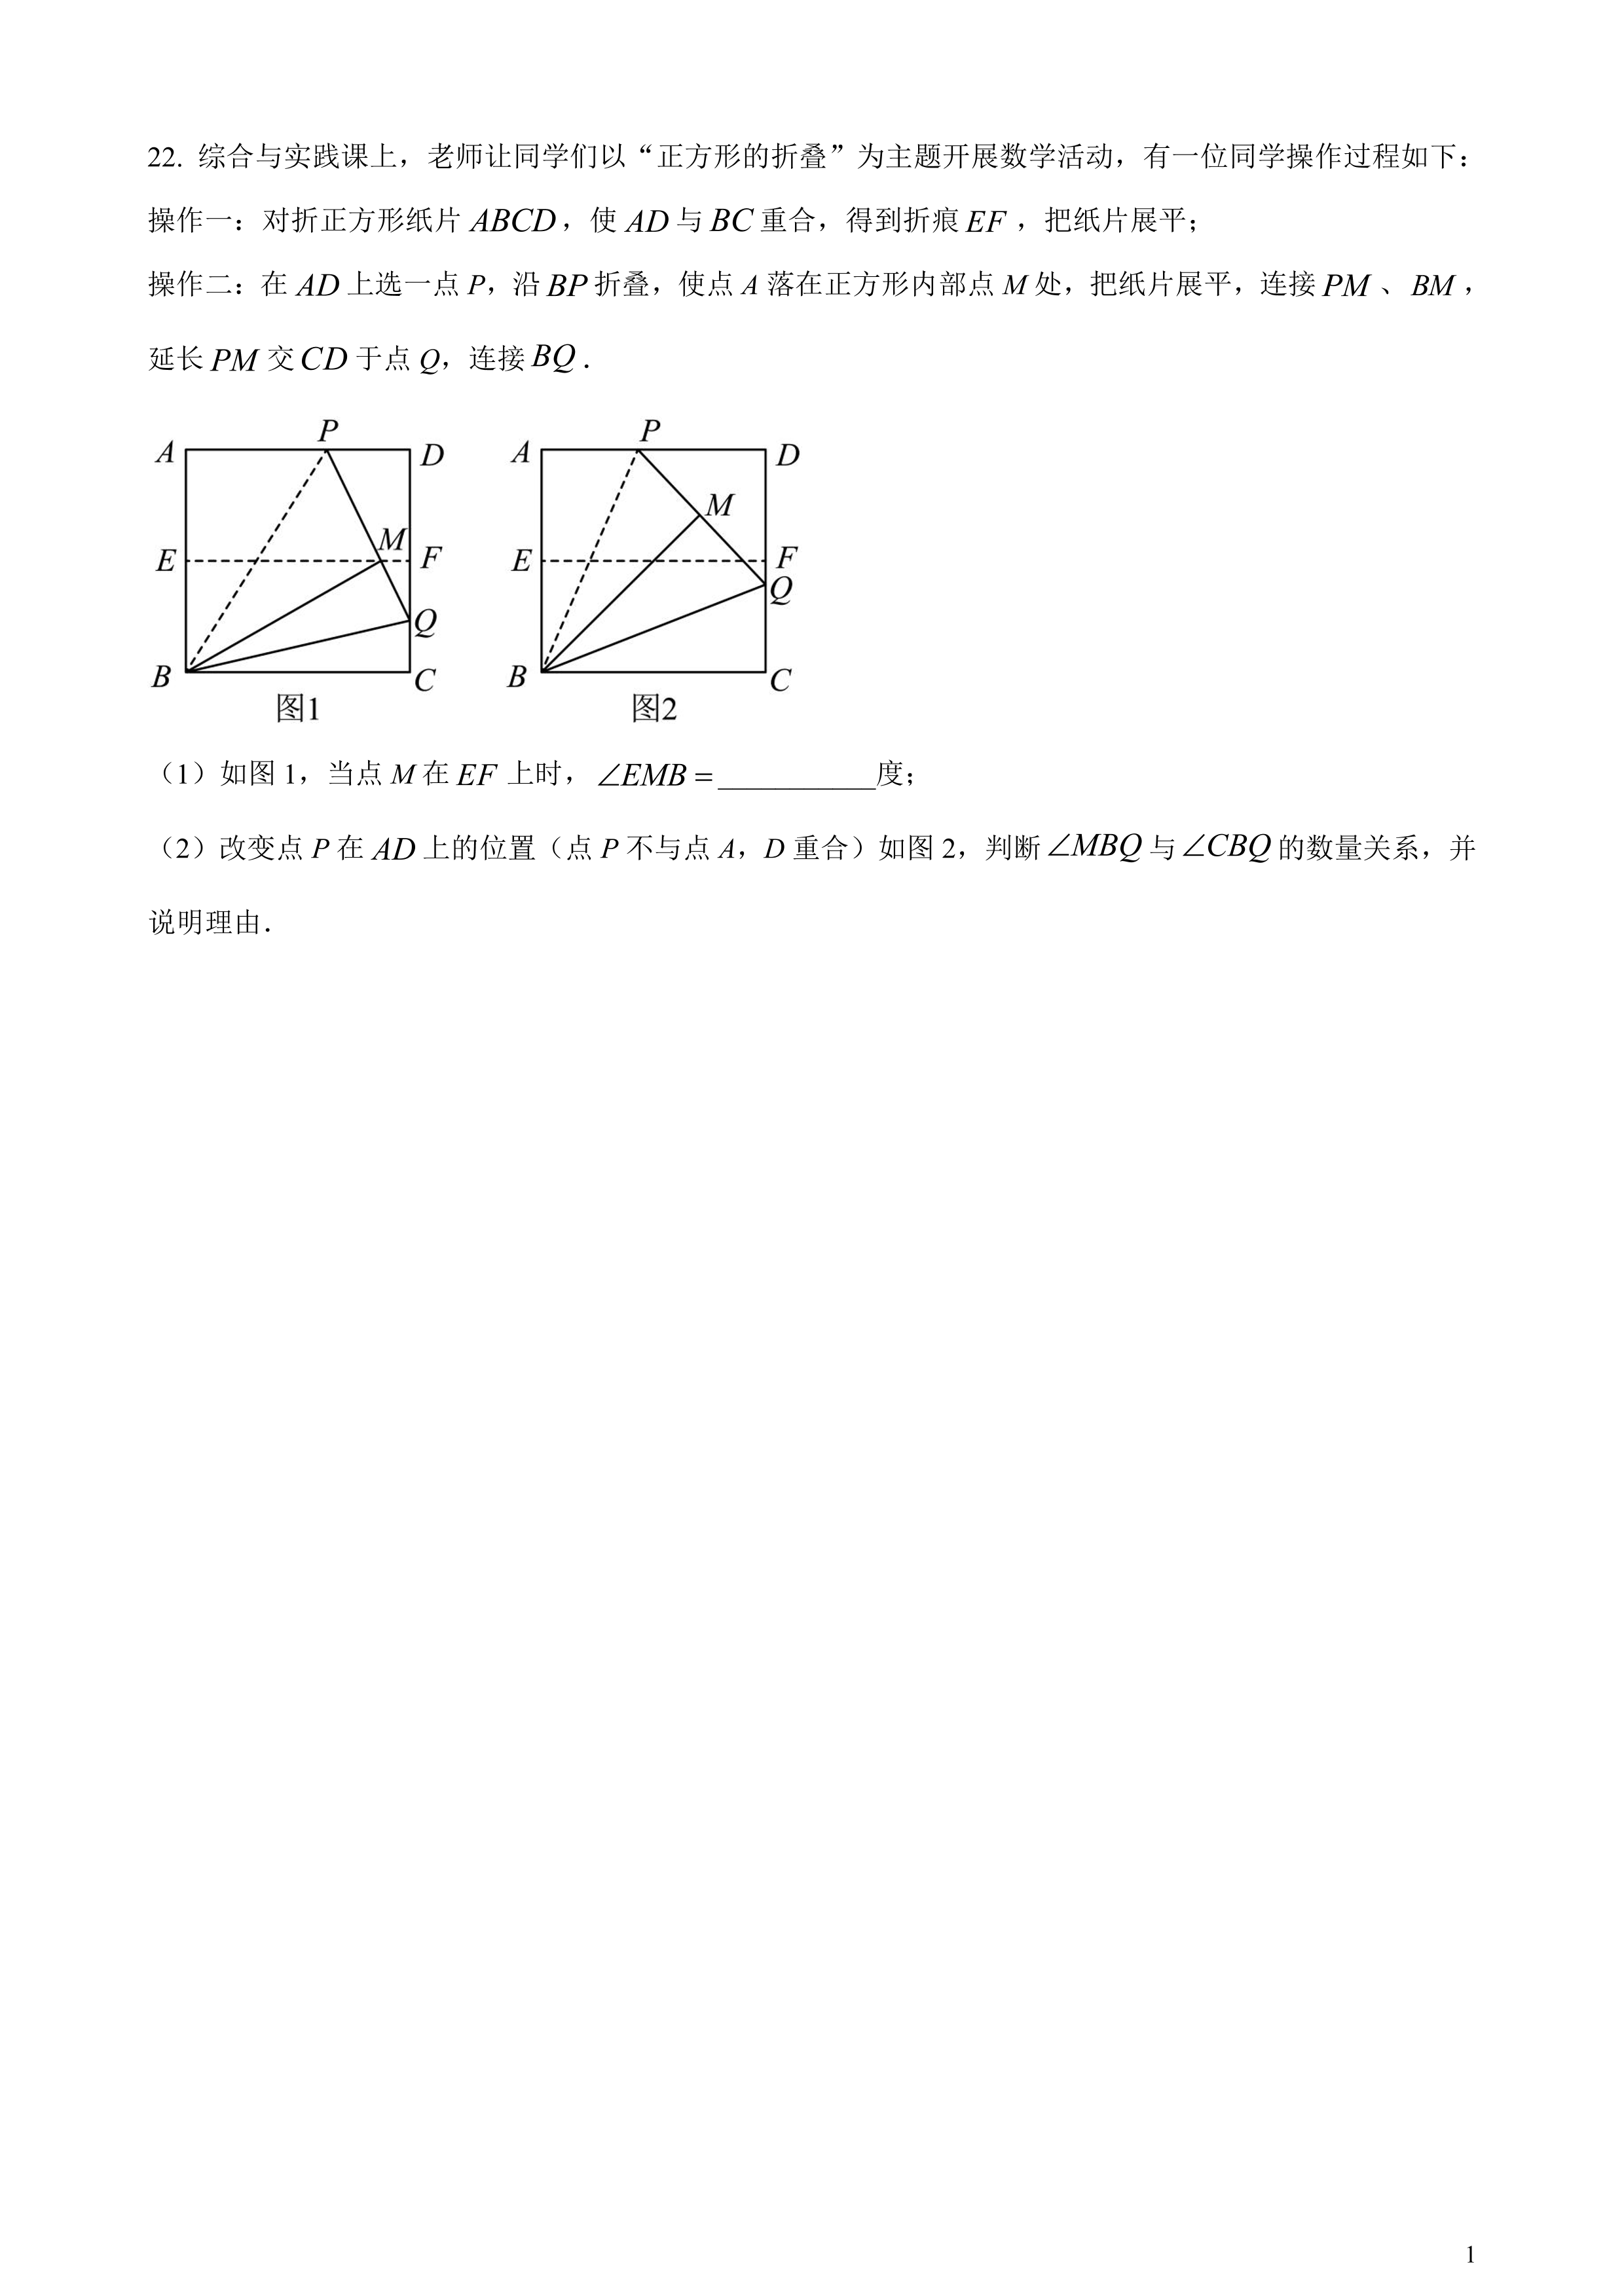 22. 综合与实践课上，老师让同学们以“正方形的折叠”为主题开展数学活动，有一位同学操作过程如下：
操作一：对折正方形纸片 ABCD，使 AD 与 BC 重合，得到折痕 EF，把纸片展平；
操作二：在 AD 上选一点 P，沿 BP 折叠，使点 A 落在正方形内部点 M 处，把纸片展平，连接 PM、BM，
延长 PM 交 CD 于点 Q，连接 BQ．
P
A
D
M
E
F
Q
B
C
图1
P
A
D
M
E
F
Q
B
C
图2
（1）如图 1，当点 M 在 EF 上时，∠EMB＝___________度；
（2）改变点 P 在 AD 上的位置（点 P 不与点 A，D 重合）如图 2，判断∠MBQ 与∠CBQ 的数量关系，并
说明理由．
1